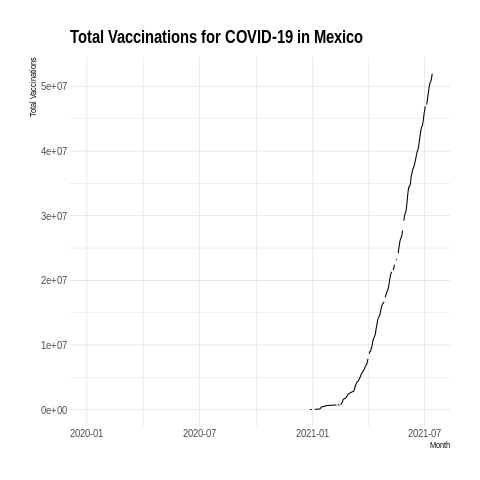 Total Vaccinations for COVID-19 in Mexico
Total Vaccinations
5e+07
4e+07
3e+07
2e+07
1e+07
0e+00
2020-01 2020-07 2021-01 2021-07
Month